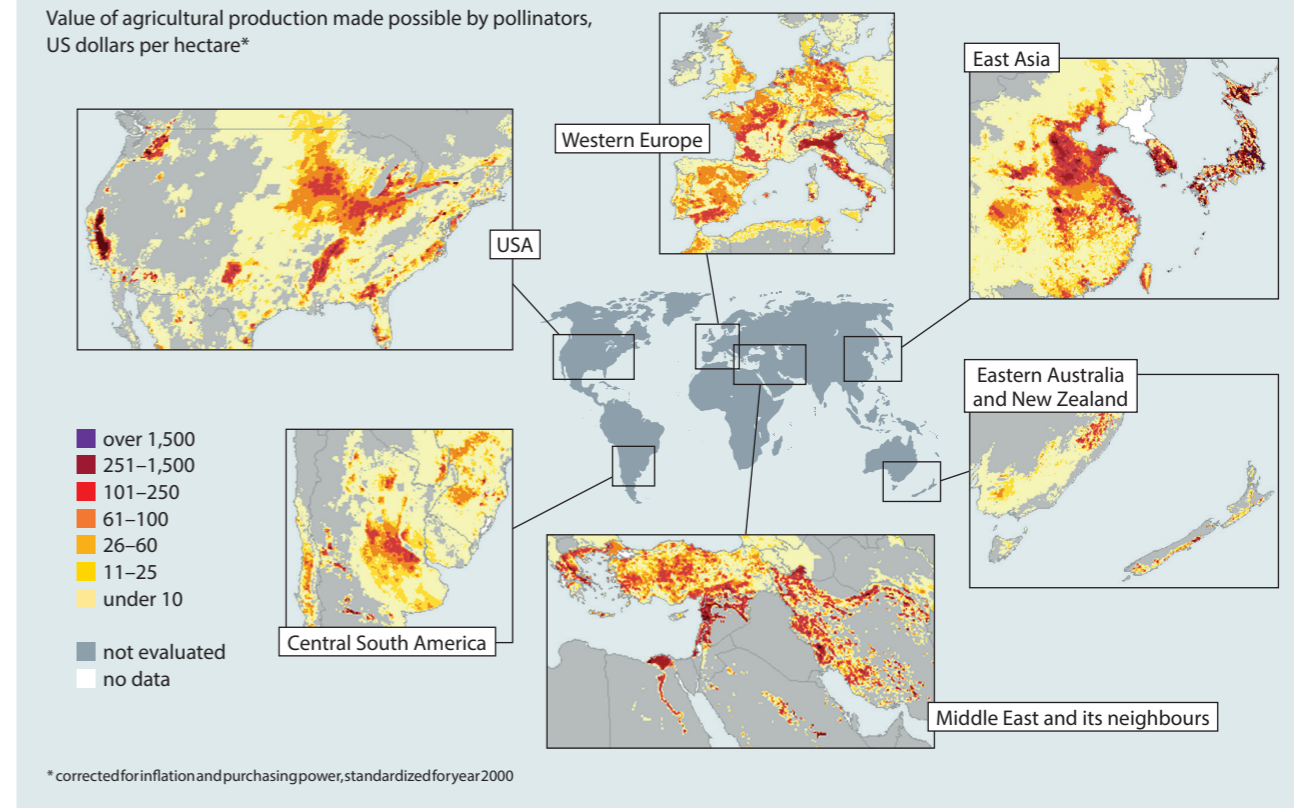 Value of agricultural production made possible by pollinators,
US dollars per hectare*
East Asia
Western Europe
USA
Eastern Australia
and New Zealand
over 1,500
251–1,500
101–250
61–100
26–60
11–25
under 10
not evaluated
no data
Central South America
Middle East and its neighbours
* corrected for inflation and purchasing power, standardized for year 2000